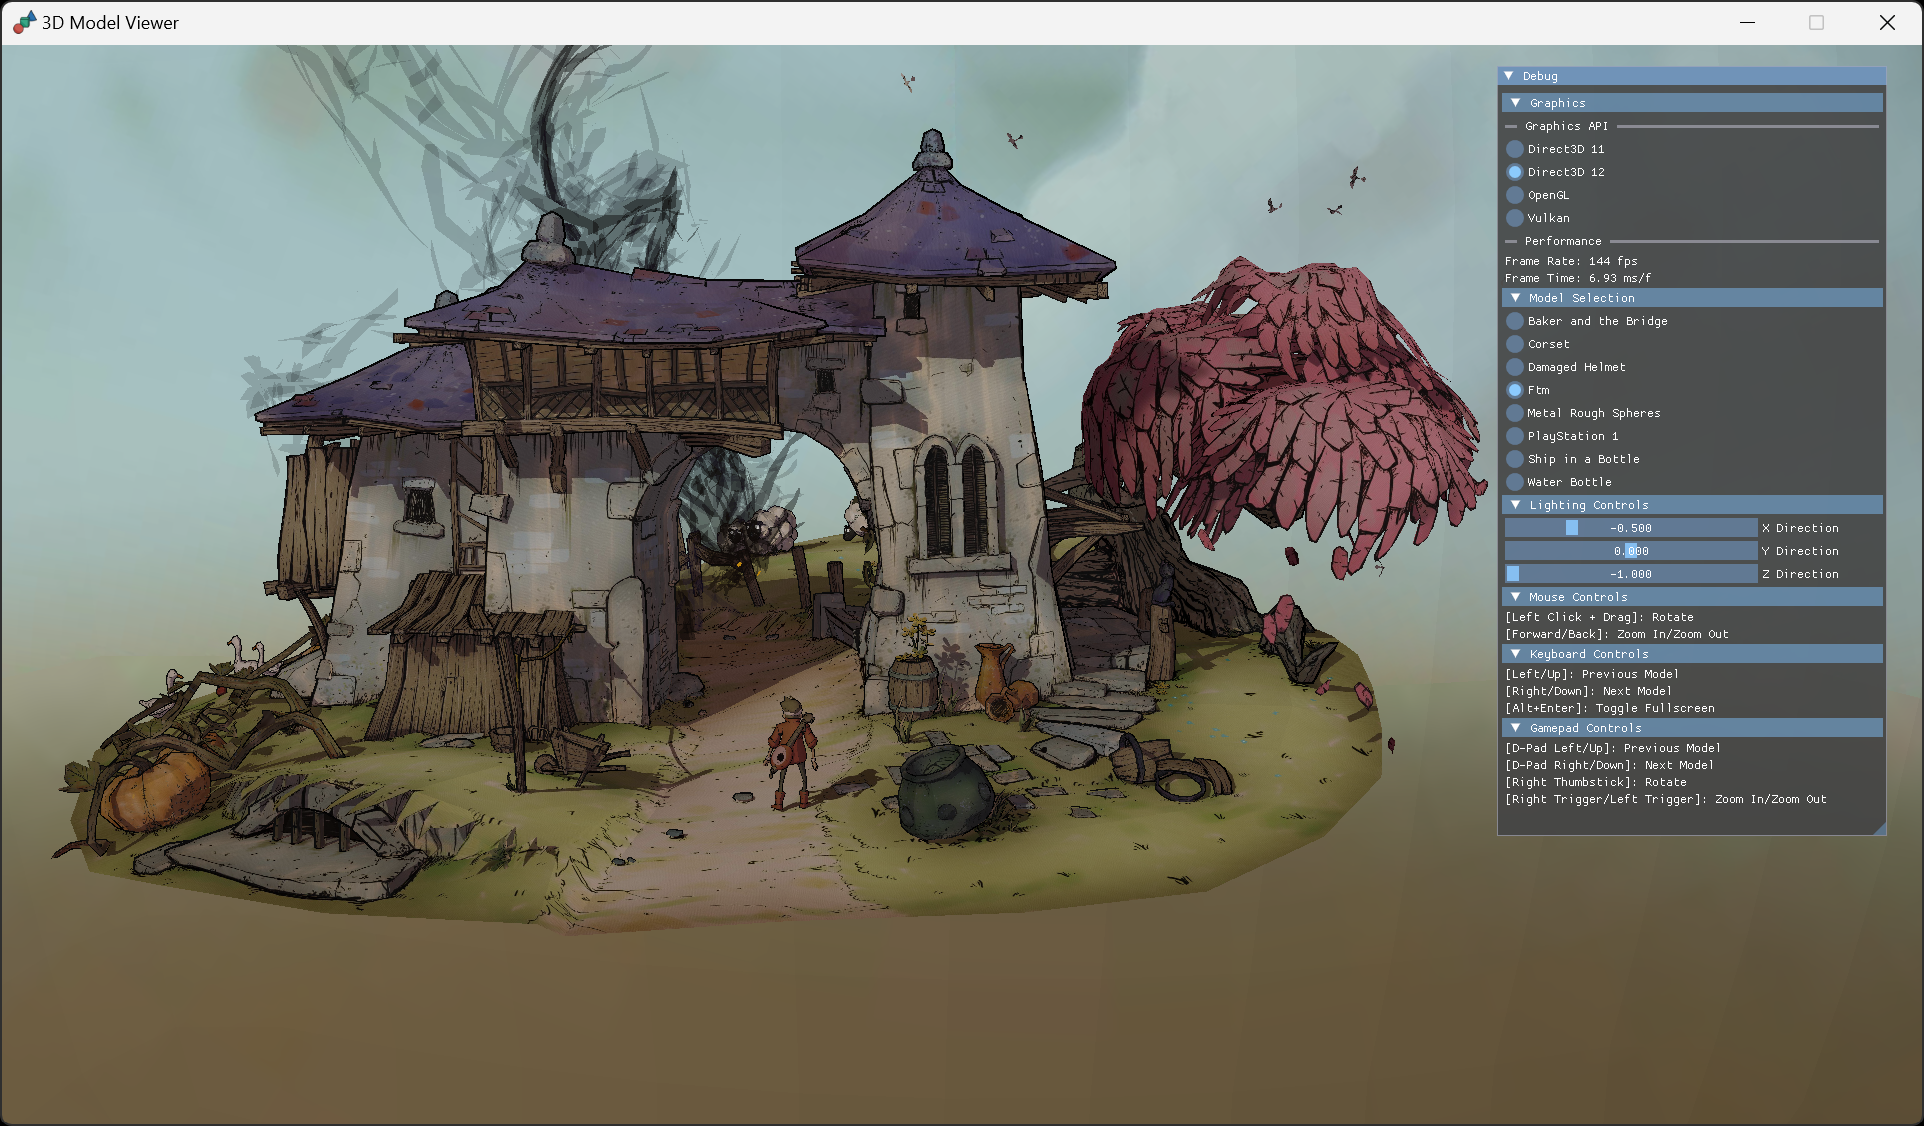 3D Model Viewer
Debug
Graphics
Graphics API
Direct3D 11
Direct3D 12
OpenGL
Vulkan
Performance
Frame Rate: 144 fps
Frame Time: 6.93 ms/f
Model Selection
Baker and the Bridge
Corset
Damaged Helmet
Ftm
Metal Rough Spheres
PlayStation 1
Ship in a Bottle
Water Bottle
Lighting Controls
-0.500 X Direction
0.000 Y Direction
-1.000 Z Direction
Mouse Controls
[Left Click + Drag]: Rotate
[Forward/Back]: Zoom In/Zoom Out
Keyboard Controls
[Left/Up]: Previous Model
[Right/Down]: Next Model
[Alt+Enter]: Toggle Fullscreen
Gamepad Controls
[D-Pad Left/Up]: Previous Model
[D-Pad Right/Down]: Next Model
[Right Thumbstick]: Rotate
[Right Trigger/Left Trigger]: Zoom In/Zoom Out